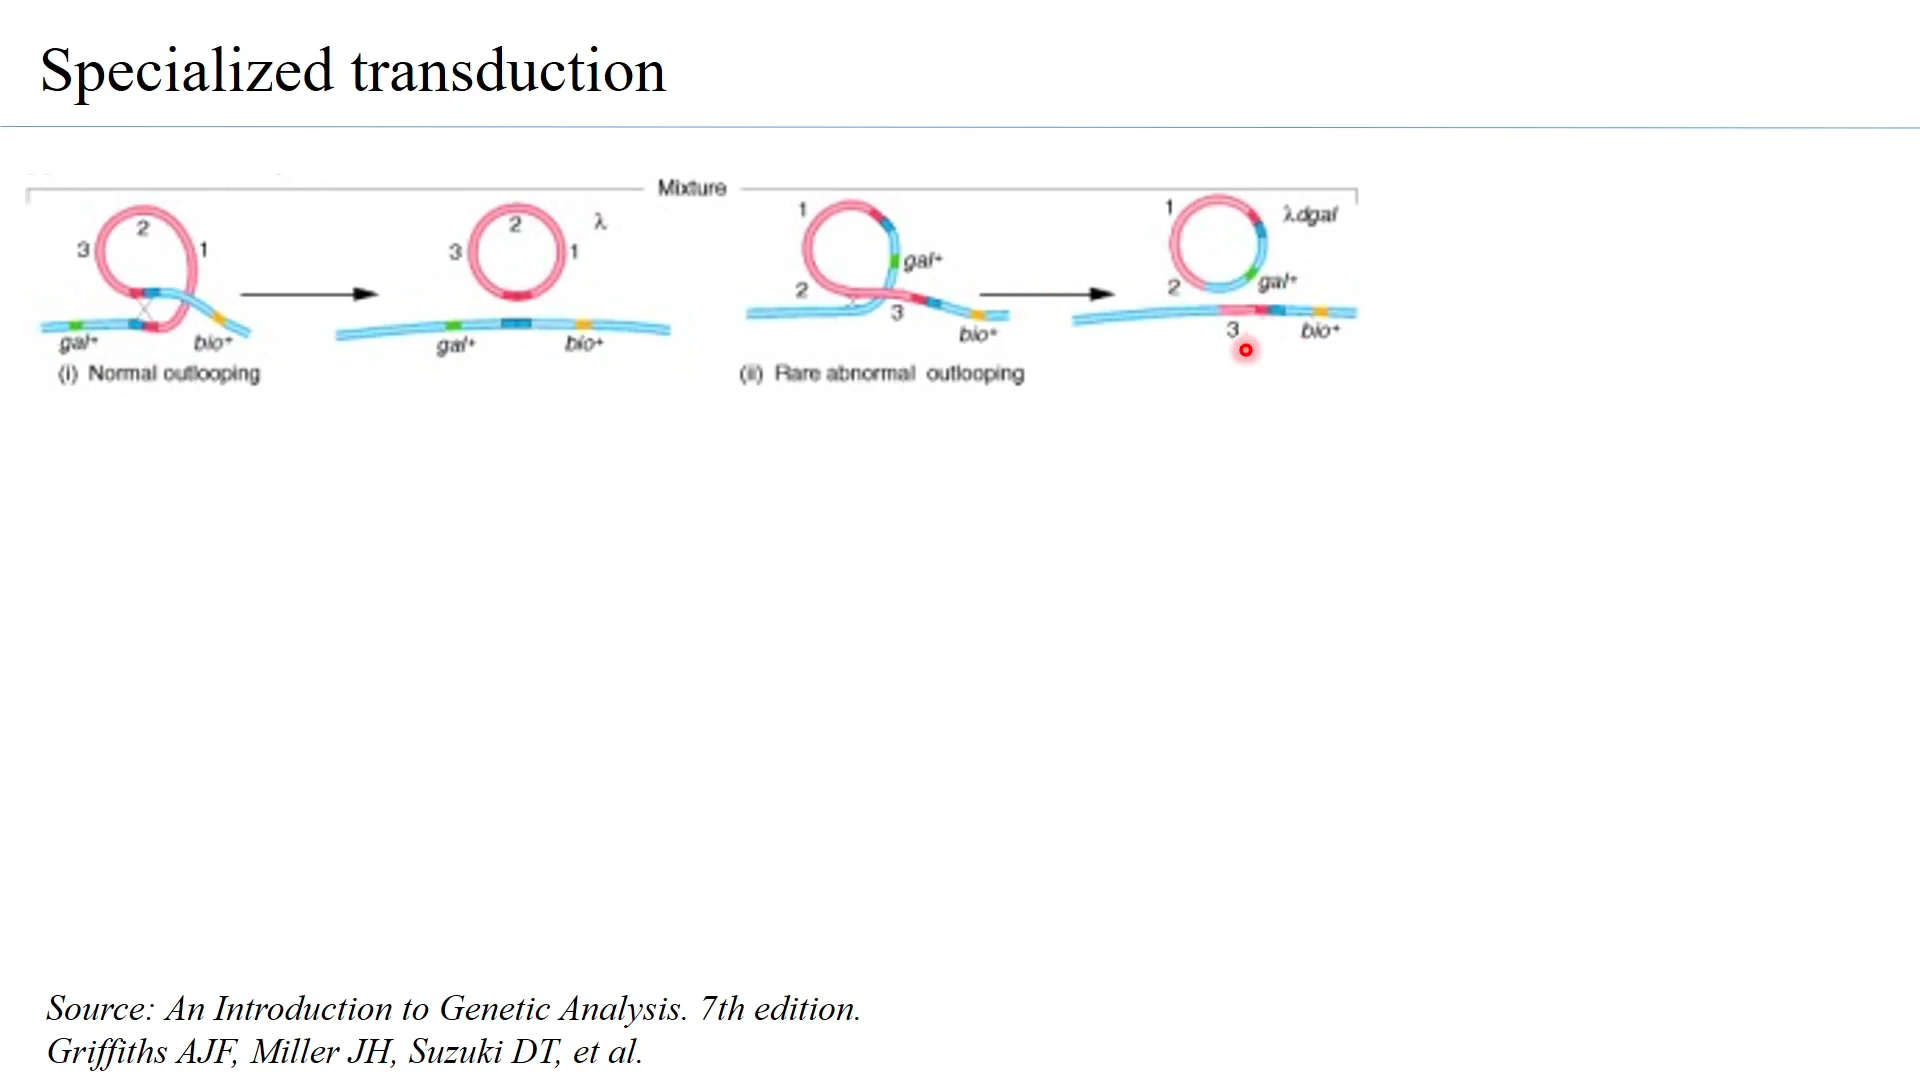 Specialized transduction
Mixture
3
2
1
gal+
bio+
(i) Normal outlooping
3
2
1
λ
gal+
bio+
1
2
3
gal+
bio+
(ii) Rare abnormal outlooping
1
2
λdgal
gal+
3
bio+
Source: An Introduction to Genetic Analysis. 7th edition.
Griffiths AJF, Miller JH, Suzuki DT, et al.